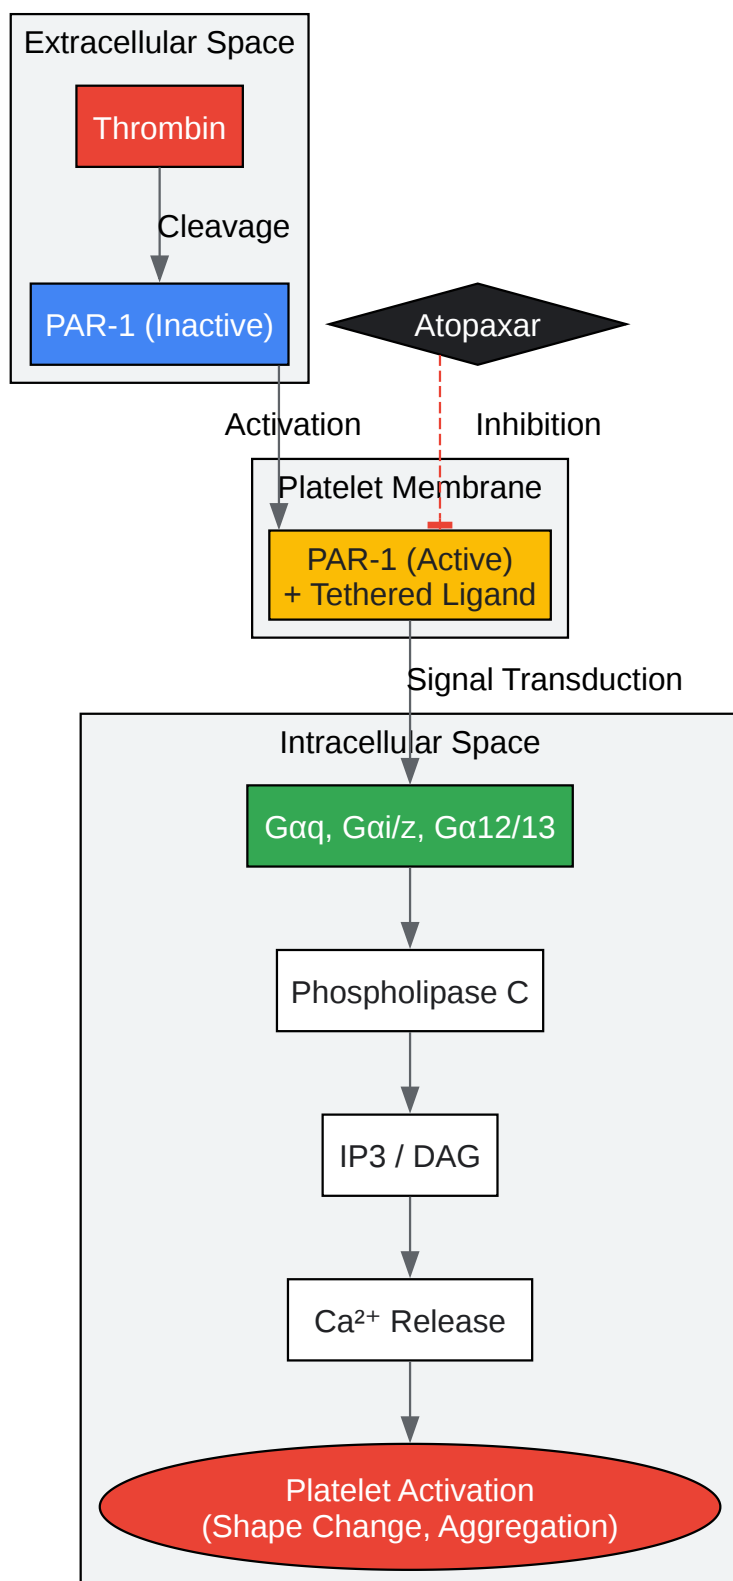 Extracellular Space
Thrombin
Cleavage
PAR-1 (Inactive)
Atopaxar
Activation
Inhibition
Platelet Membrane
PAR-1 (Active)
+ Tethered Ligand
Signal Transduction
Intracellular Space
Gαq, Gαi/z, Gα12/13
Phospholipase C
IP3 / DAG
Ca²⁺ Release
Platelet Activation
(Shape Change, Aggregation)